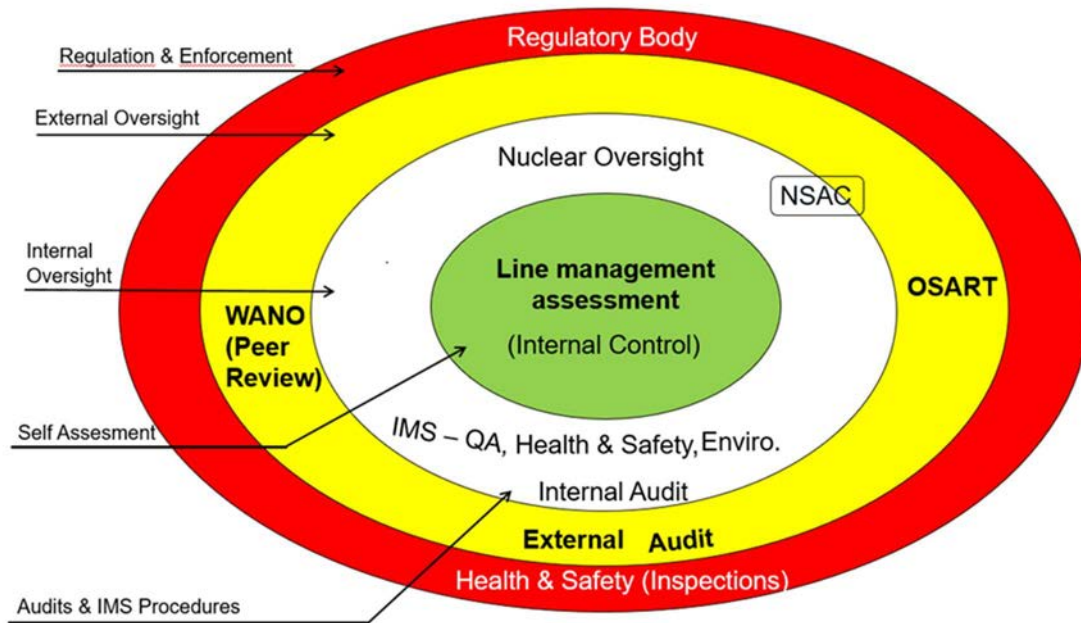 Regulatory Body
Regulation & Enforcement
External Oversight
Nuclear Oversight
NSAC
Internal
Oversight
Line management
assessment
(Internal Control)
OSART
WANO
(Peer
Review)
Self Assesment
IMS – QA, Health & Safety, Enviro.
Internal Audit
External Audit
Health & Safety (Inspections)
Audits & IMS Procedures